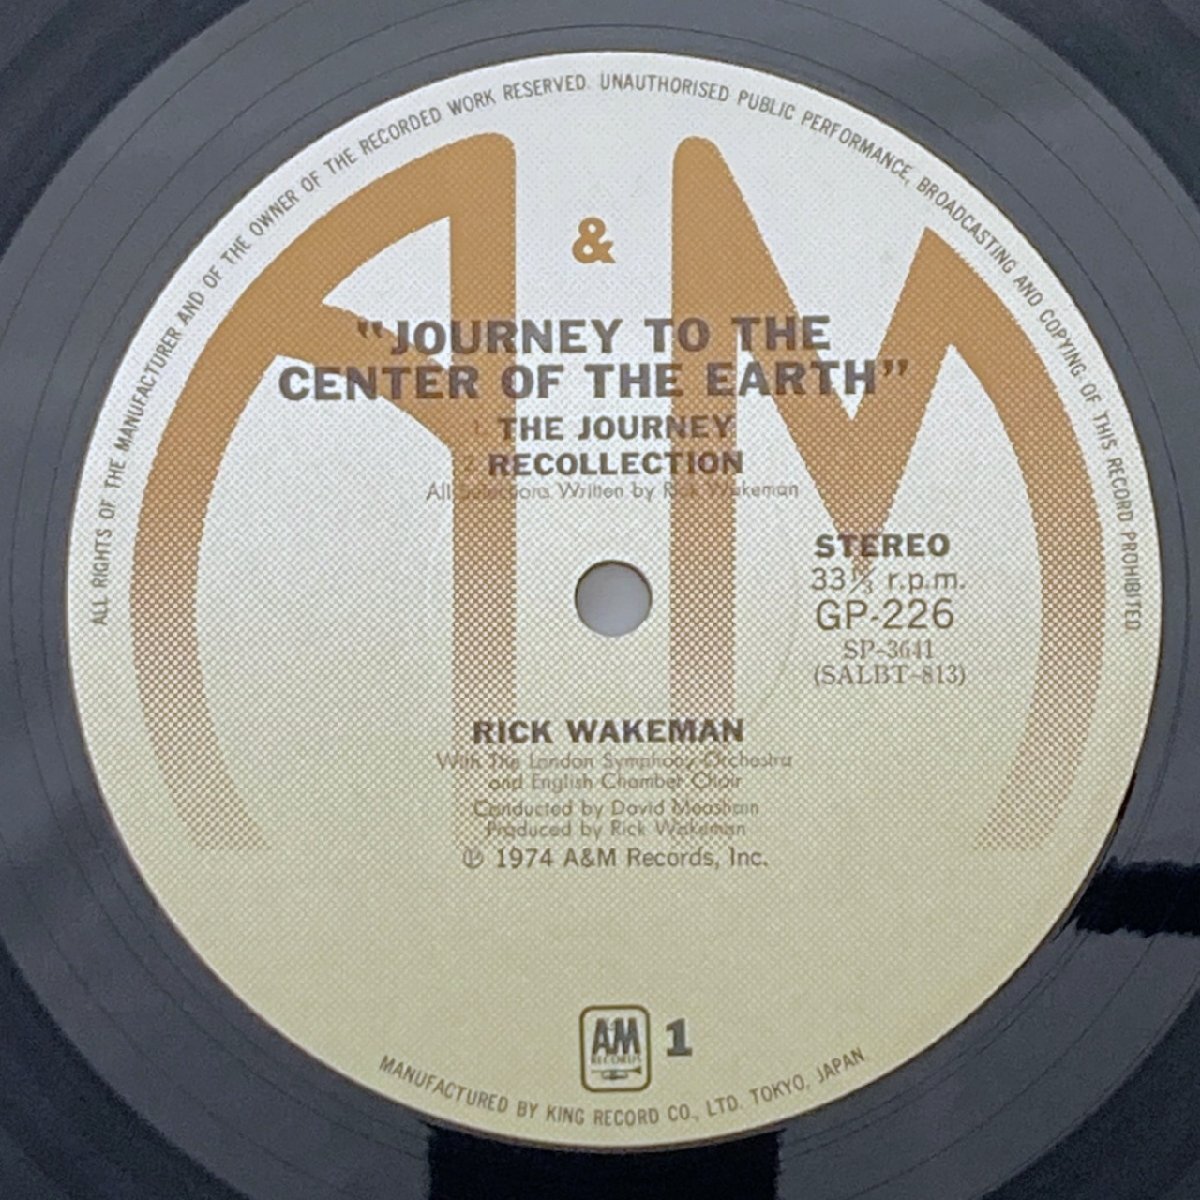 ALL RIGHTS OF THE MANUFACTURER AND OF THE OWNER OF THE RECORDED WORK RESERVED. UNAUTHORISED PUBLIC PERFORMANCE, BROADCASTING AND COPYING OF THIS RECORD PROHIBITED
A & M
"JOURNEY TO THE
CENTER OF THE EARTH"
1. THE JOURNEY
2. RECOLLECTION
All Selections Written by Rick Wakeman
STEREO
33⅓ r.p.m.
GP-226
SP-3641
(SALBT-813)
RICK WAKEMAN
With The London Symphony Orchestra
and English Chamber Choir
Conducted by David Measham
Produced by Rick Wakeman
℗ 1974 A&M Records, Inc.
A&M
RECORDS
1
MANUFACTURED BY KING RECORD CO., LTD. TOKYO, JAPAN